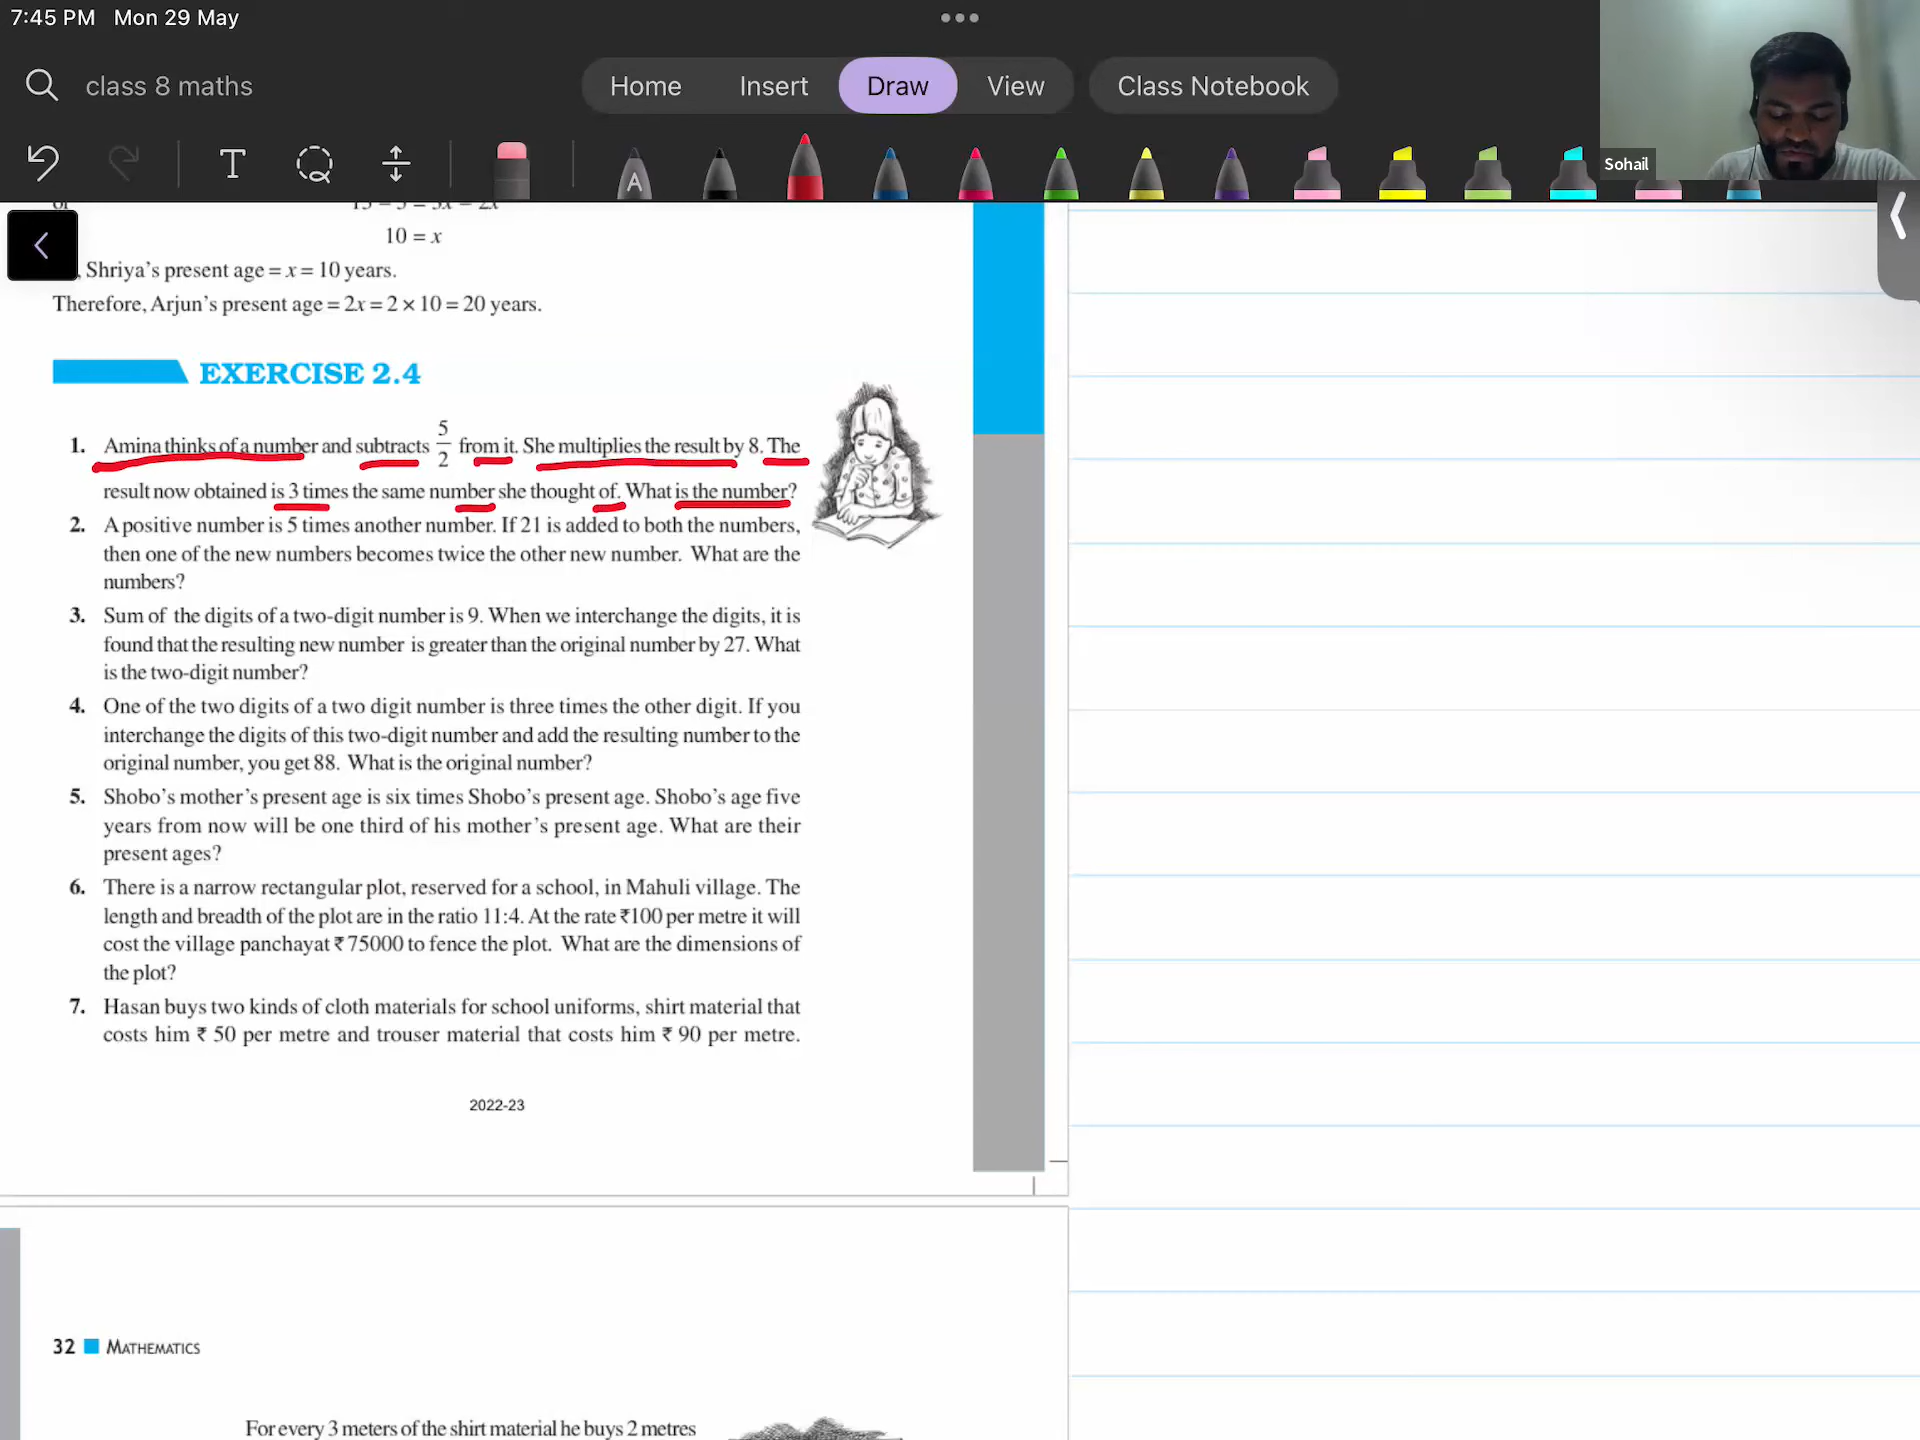 7:45 PM Mon 29 May
class 8 maths
Home Insert Draw View Class Notebook
T
A
Sohail
10 = x
Shriya's present age = x = 10 years.
Therefore, Arjun's present age = 2x = 2 × 10 = 20 years.
EXERCISE 2.4
1. Amina thinks of a number and subtracts 5/2 from it. She multiplies the result by 8. The
result now obtained is 3 times the same number she thought of. What is the number?
2. A positive number is 5 times another number. If 21 is added to both the numbers,
then one of the new numbers becomes twice the other new number. What are the
numbers?
3. Sum of the digits of a two-digit number is 9. When we interchange the digits, it is
found that the resulting new number is greater than the original number by 27. What
is the two-digit number?
4. One of the two digits of a two digit number is three times the other digit. If you
interchange the digits of this two-digit number and add the resulting number to the
original number, you get 88. What is the original number?
5. Shobo's mother's present age is six times Shobo's present age. Shobo's age five
years from now will be one third of his mother's present age. What are their
present ages?
6. There is a narrow rectangular plot, reserved for a school, in Mahuli village. The
length and breadth of the plot are in the ratio 11:4. At the rate ₹100 per metre it will
cost the village panchayat ₹ 75000 to fence the plot. What are the dimensions of
the plot?
7. Hasan buys two kinds of cloth materials for school uniforms, shirt material that
costs him ₹ 50 per metre and trouser material that costs him ₹ 90 per metre.
2022-23
32 MATHEMATICS
For every 3 meters of the shirt material he buys 2 metres